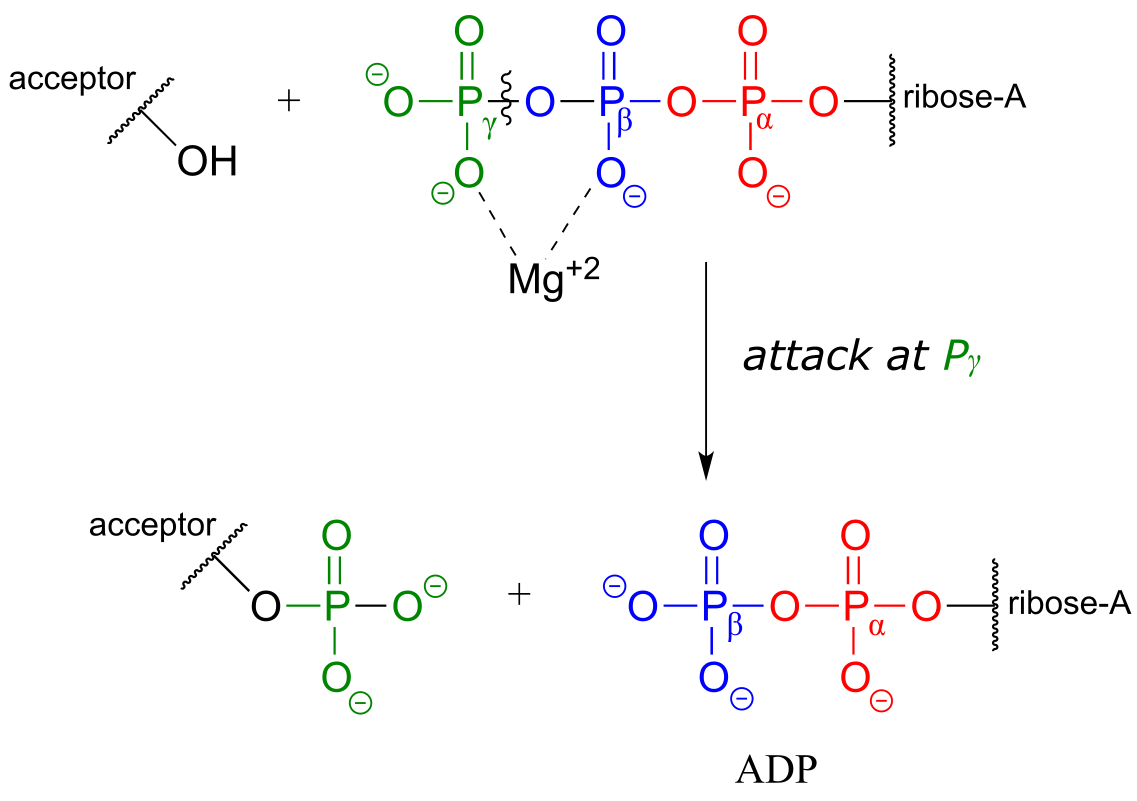 acceptor
OH
+
O O O
⊖ O P O P O P O ribose-A
γ β α
⊖ O O ⊖ O ⊖
Mg+2
attack at Pγ
acceptor
O O O
O P O ⊖ + ⊖ O P O P O ribose-A
β α
O ⊖ O ⊖ O ⊖
ADP